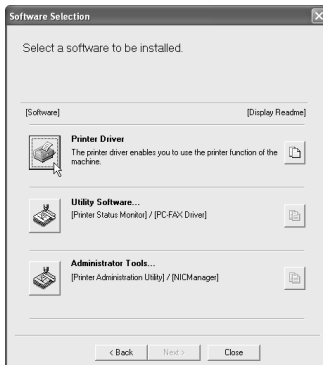 Software Selection
Select a software to be installed.
[Software]
[Display Readme]
Printer Driver
The printer driver enables you to use the printer function of the
machine.
Utility Software...
[Printer Status Monitor] / [PC-FAX Driver]
Administrator Tools...
[Printer Administration Utility] / [NICManager]
< Back
Next >
Close